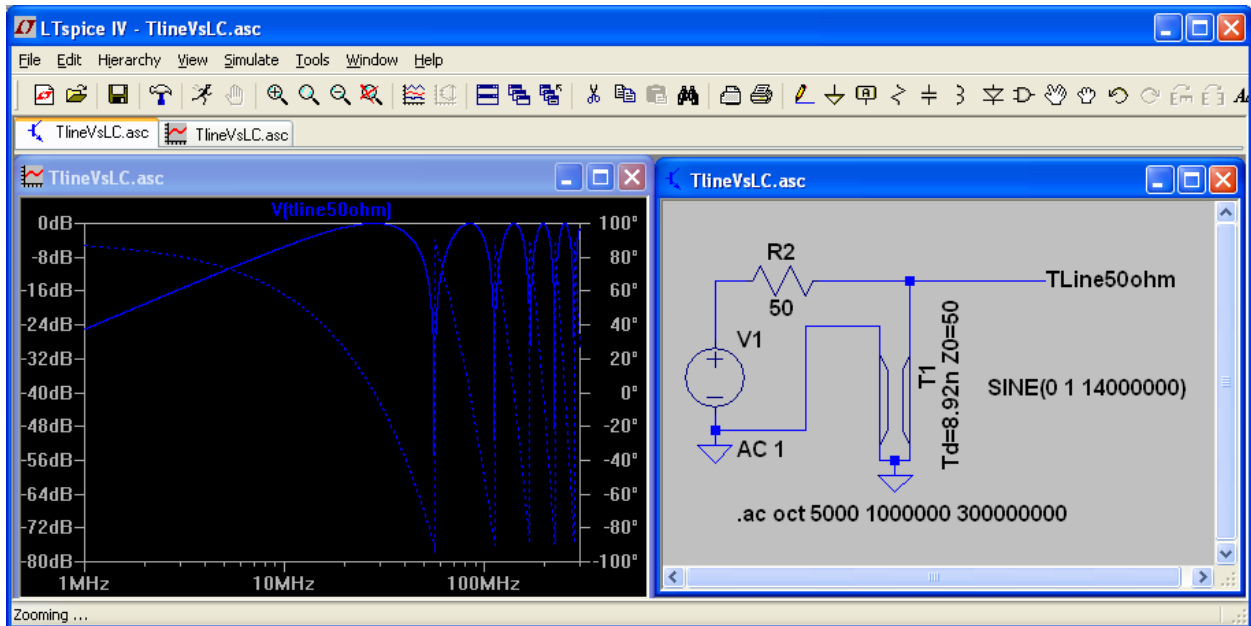 LTspice IV - TlineVsLC.asc
File Edit Hierarchy View Simulate Tools Window Help
TlineVsLC.asc TlineVsLC.asc
TlineVsLC.asc
V(tline50ohm)
0dB
-8dB
-16dB
-24dB
-32dB
-40dB
-48dB
-56dB
-64dB
-72dB
-80dB
100°
80°
60°
40°
20°
0°
-20°
-40°
-60°
-80°
-100°
1MHz 10MHz 100MHz
TlineVsLC.asc
R2
50
TLine50ohm
V1
T1
Td=8.92n Z0=50
SINE(0 1 14000000)
AC 1
.ac oct 5000 1000000 300000000
Zooming ...